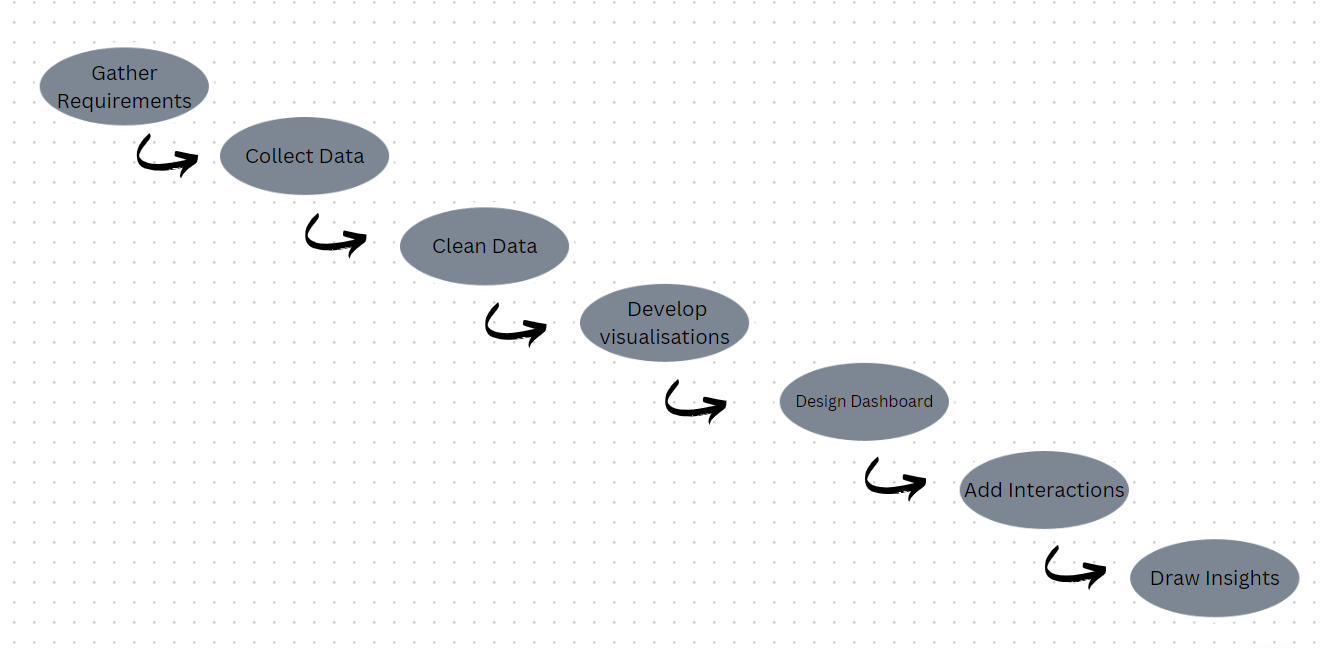 Gather
Requirements
Collect Data
Clean Data
Develop
visualisations
Design Dashboard
Add Interactions
Draw Insights